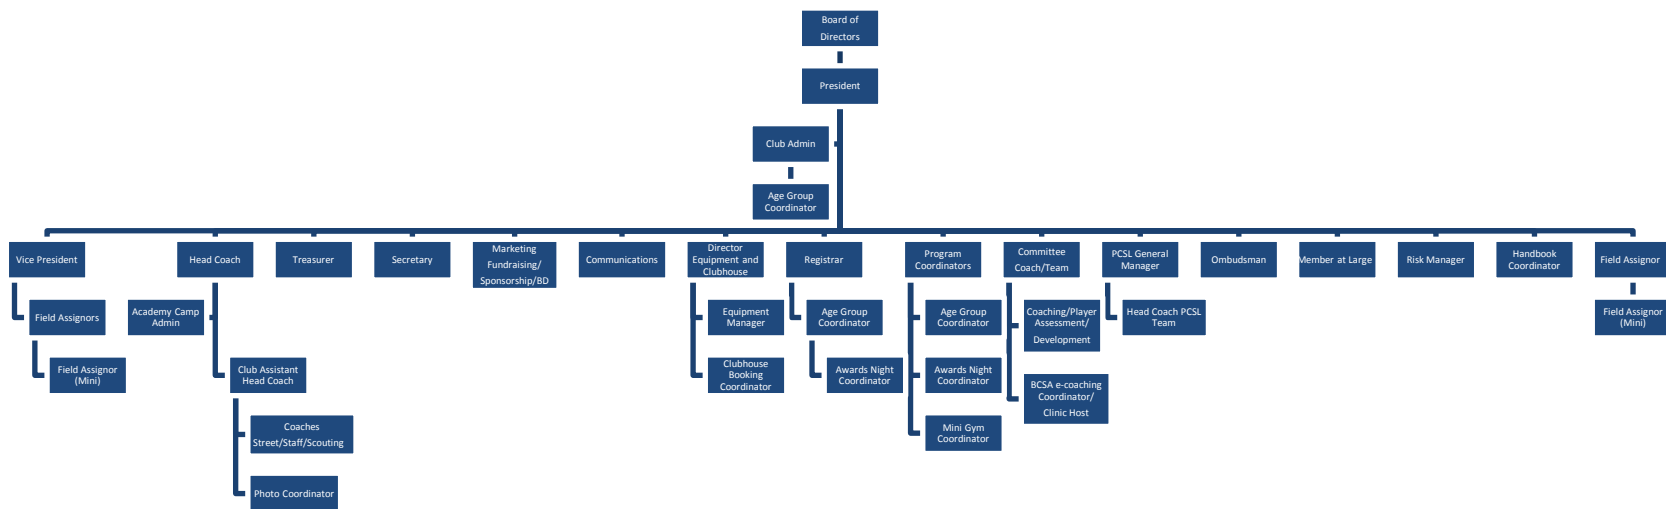 Board of
Directors
President
Club Admin
Age Group
Coordinator
Vice President
Head Coach
Treasurer
Secretary
Marketing
Fundraising/
Sponsorship/BD
Communications
Director
Equipment and
Clubhouse
Registrar
Program
Coordinators
Committee
Coach/Team
PCSL General
Manager
Ombudsman
Member at Large
Risk Manager
Handbook
Coordinator
Field Assignor
Field Assignors
Academy Camp
Admin
Equipment
Manager
Age Group
Coordinator
Age Group
Coordinator
Coaching/Player
Assessment/
Development
Head Coach PCSL
Team
Field Assignor
(Mini)
Field Assignor
(Mini)
Club Assistant
Head Coach
Clubhouse
Booking
Coordinator
Awards Night
Coordinator
Awards Night
Coordinator
BCSA e-coaching
Coordinator/
Clinic Host
Coaches
Street/Staff/Scouting
Mini Gym
Coordinator
Photo Coordinator